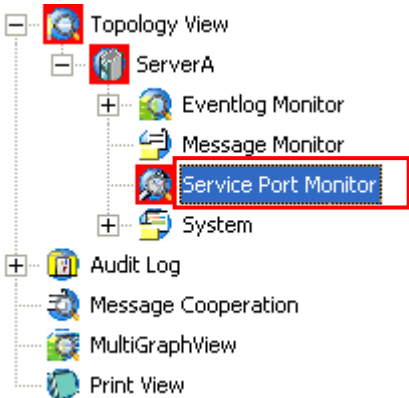 Topology View
ServerA
Eventlog Monitor
Message Monitor
Service Port Monitor
System
Audit Log
Message Cooperation
MultiGraphView
Print View